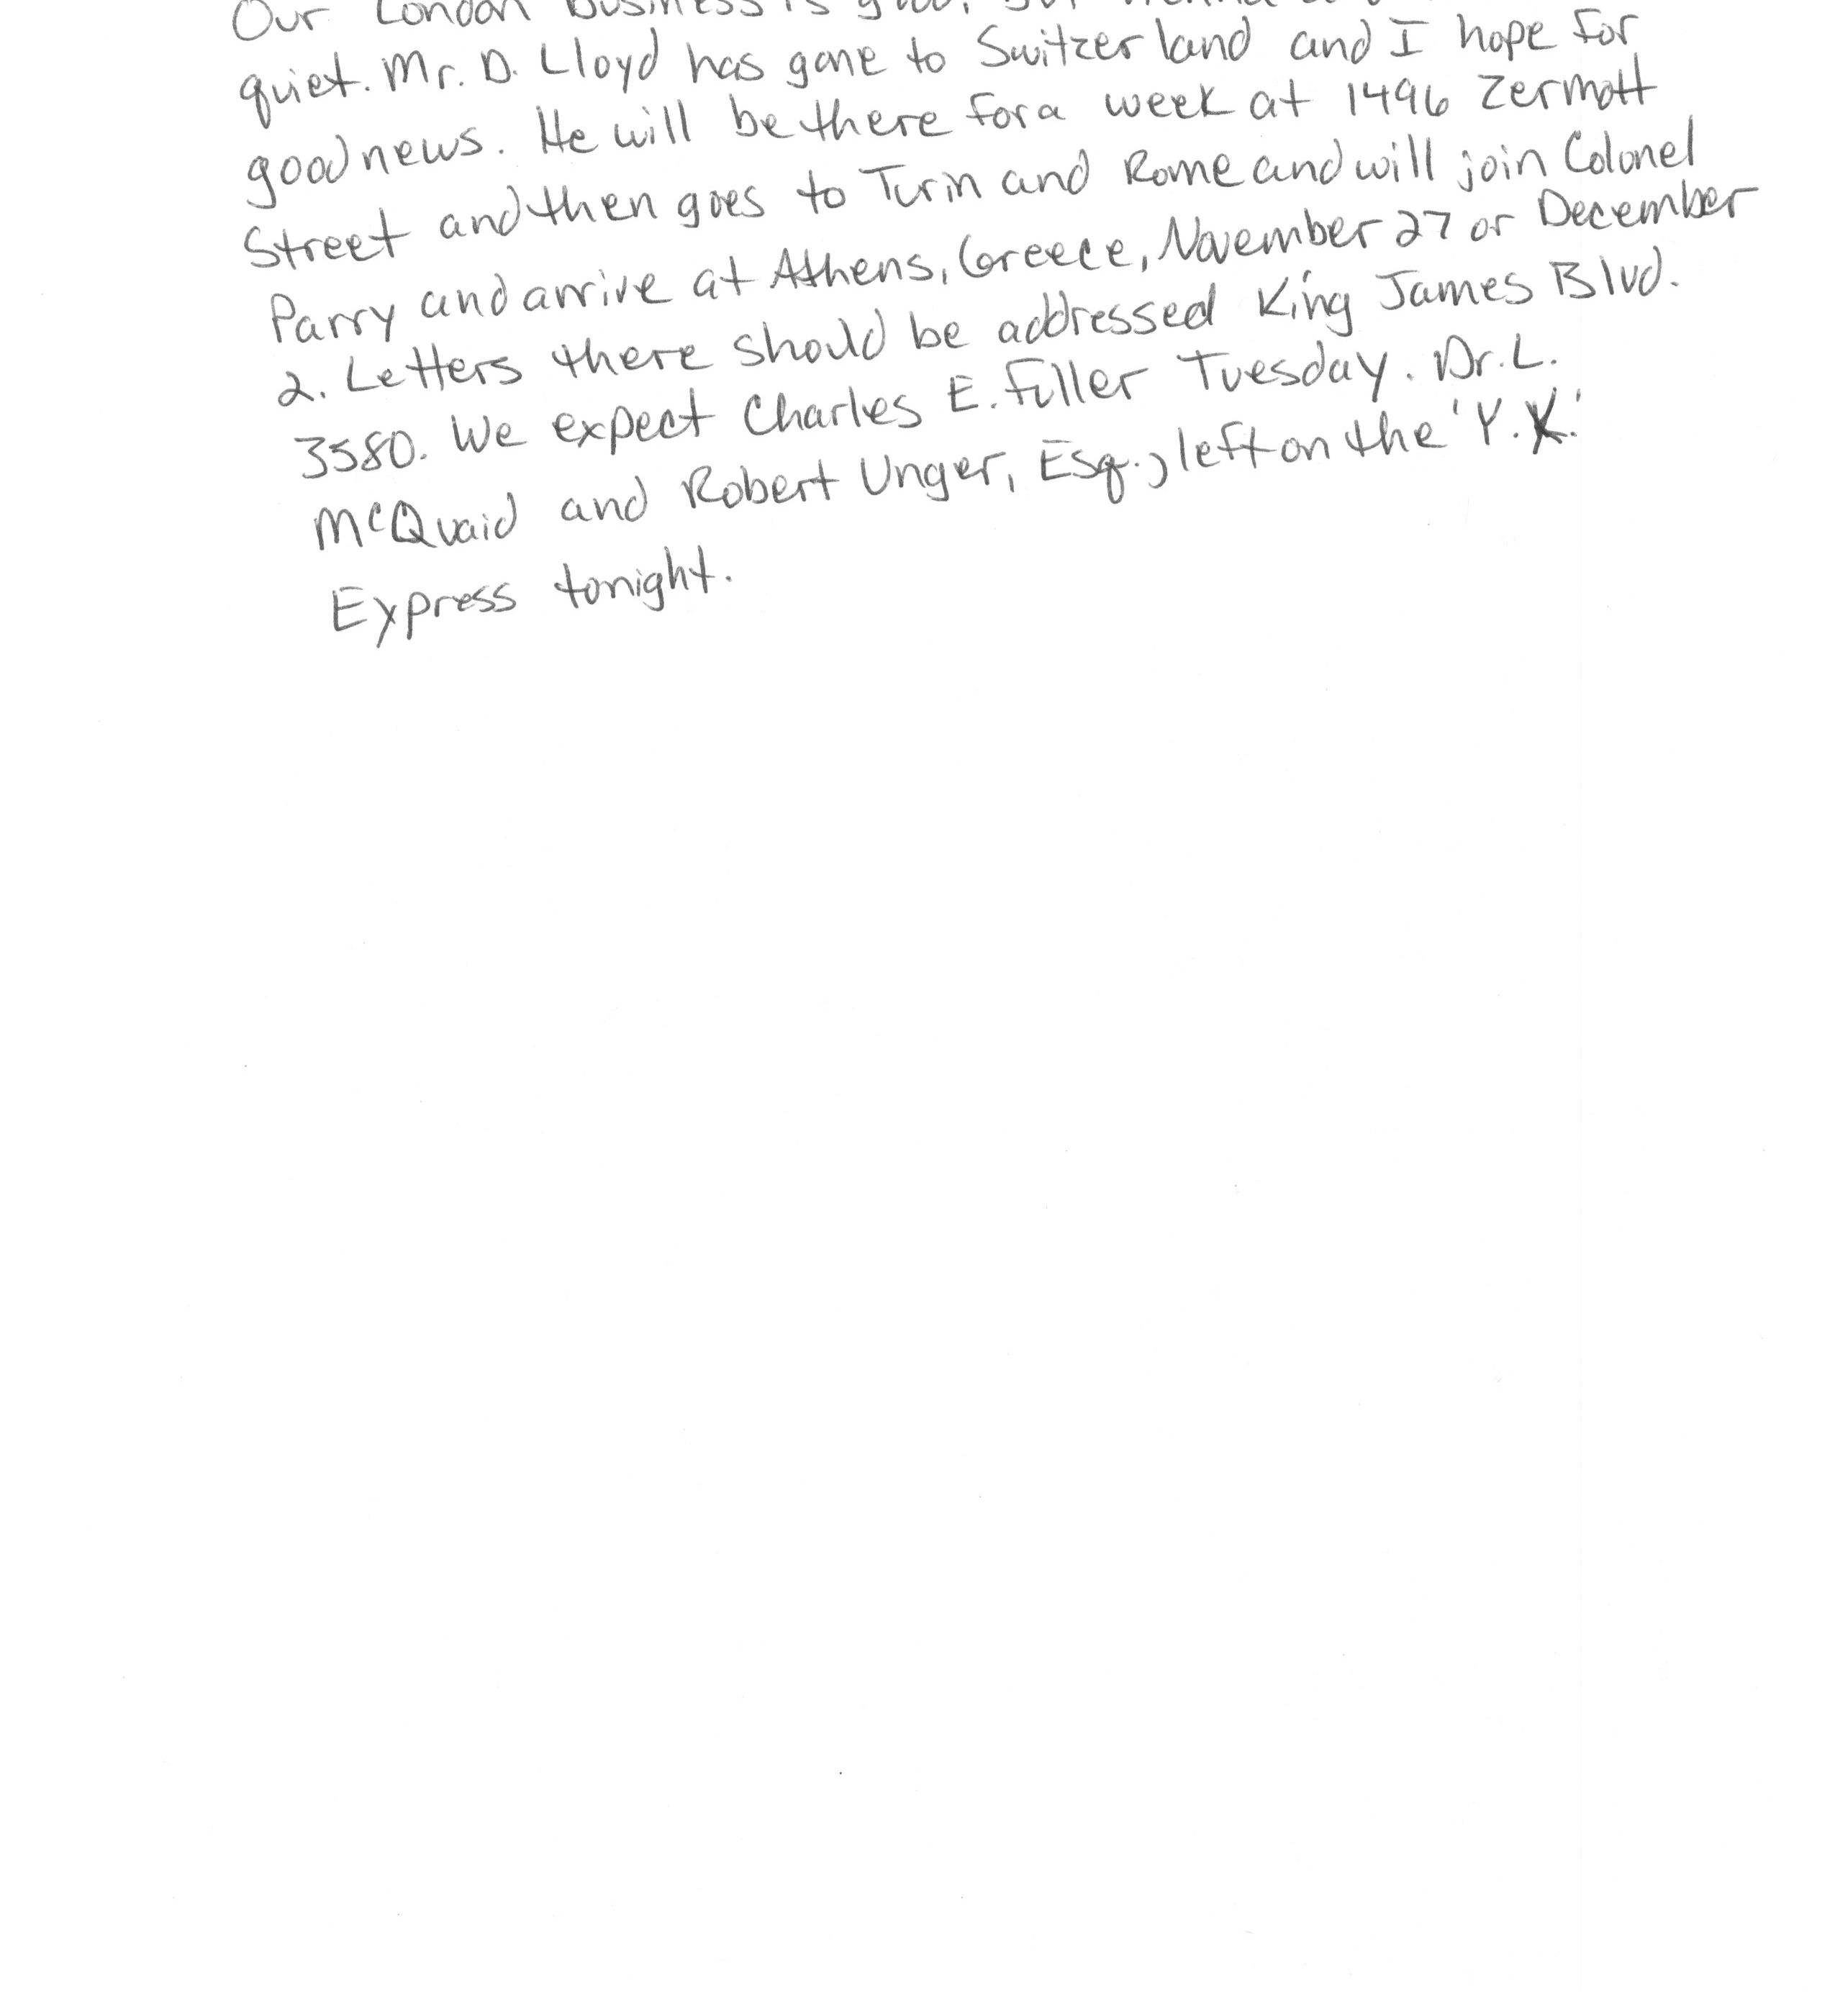 Our London business is good, but Vienna
quiet. Mr. D. Lloyd has gone to Switzerland and I hope for
good news. He will be there for a week at 1496 Zermott
Street and then goes to Turin and Rome and will join Colonel
Parry and arrive at Athens, Greece, November 27 or December
2. Letters there should be addressed King James Blvd.
3580. We expect Charles E. Fuller Tuesday. Dr. L.
McQuaid and Robert Unger, Esq., left on the 'Y.X.'
Express tonight.